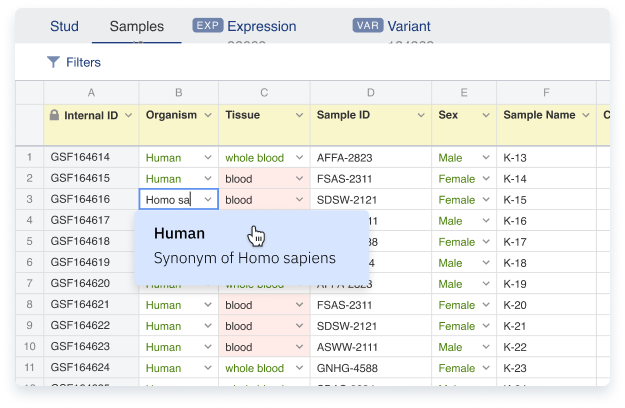 Stud Samples EXP Expression VAR Variant
Filters
A B C D E F
Internal ID Organism Tissue Sample ID Sex Sample Name C
1 GSF164614 Human whole blood AFFA-2823 Male K-13
2 GSF164615 Human blood FSAS-2311 Female K-14
3 GSF164616 Homo sa blood SDSW-2121 Female K-15
4 GSF164617 11 Male K-16
Human
5 GSF164618 88 Female K-17
Synonym of Homo sapiens
6 GSF164619 4 Male K-18
7 GSF164620 Human whole blood AFFA-2823 Male K-19
8 GSF164621 Human blood FSAS-2311 Female K-20
9 GSF164622 Human blood SDSW-2121 Female K-21
10 GSF164623 Human blood ASWW-2111 Male K-22
11 GSF164624 Human whole blood GNHG-4588 Female K-23